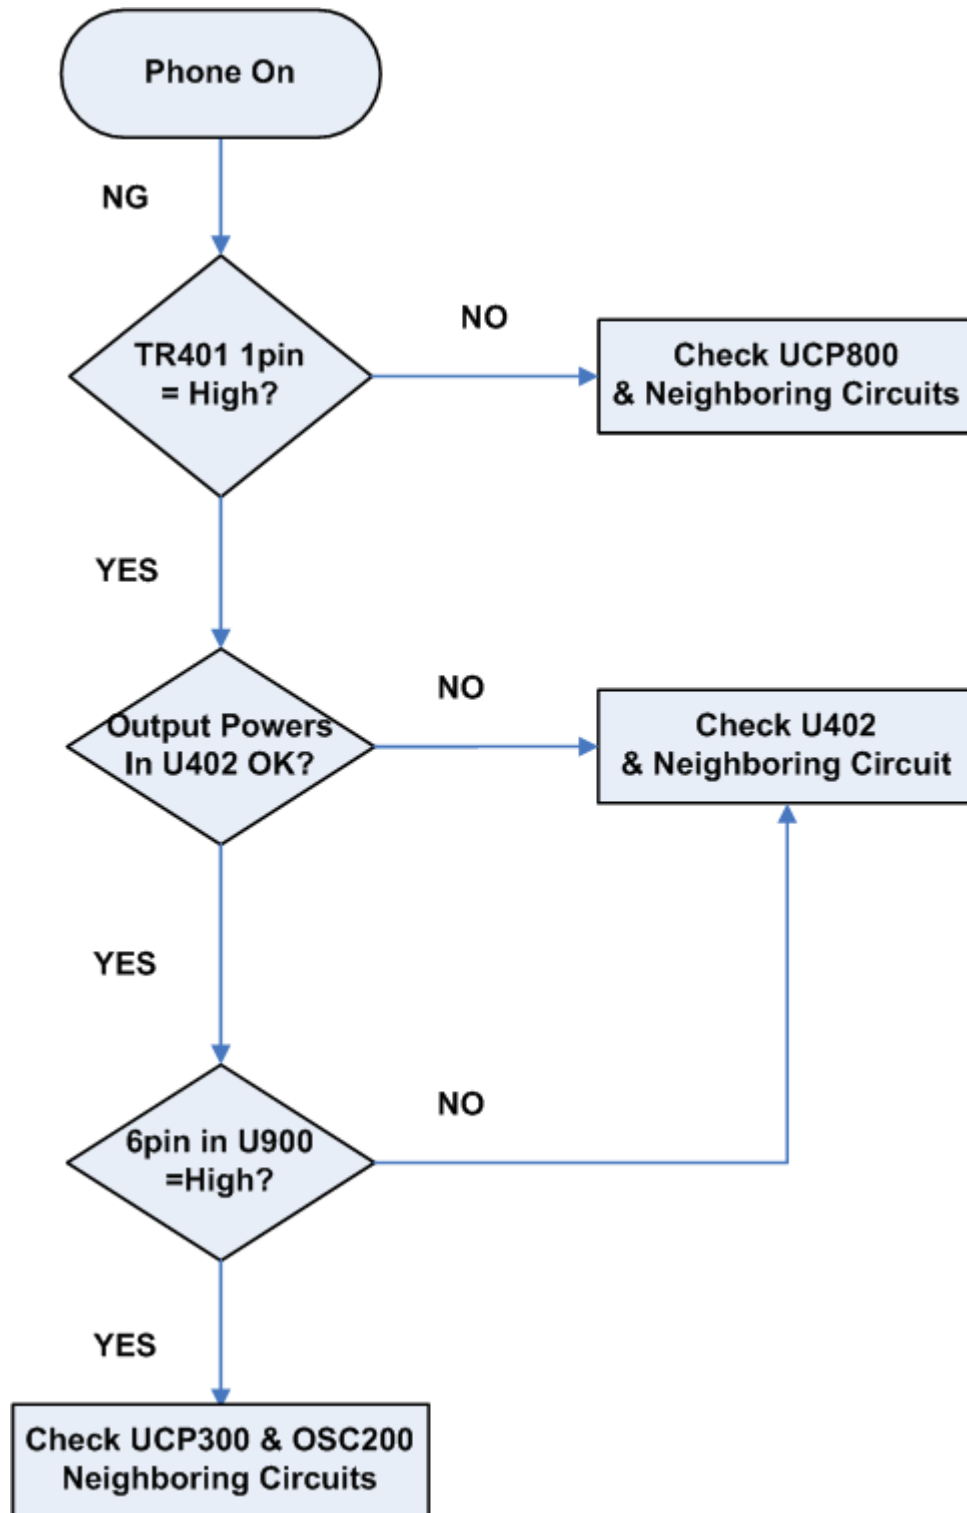 Phone On
NG
TR401 1pin
= High?
NO
Check UCP800
& Neighboring Circuits
YES
Output Powers
In U402 OK?
NO
Check U402
& Neighboring Circuit
YES
6pin in U900
=High?
NO
YES
Check UCP300 & OSC200
Neighboring Circuits